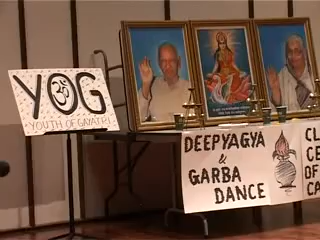 YOG
YOUTH OF GAYATRI
DEEPYAGYA
&
GARBA
DANCE
CL
CE
OF
CA